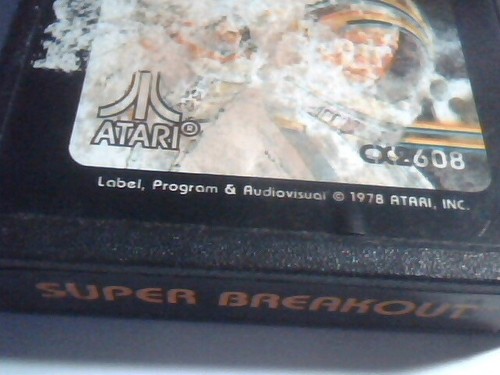 ATARI®
CX2608
Label, Program & Audiovisual © 1978 ATARI, INC.
SUPER BREAKOUT